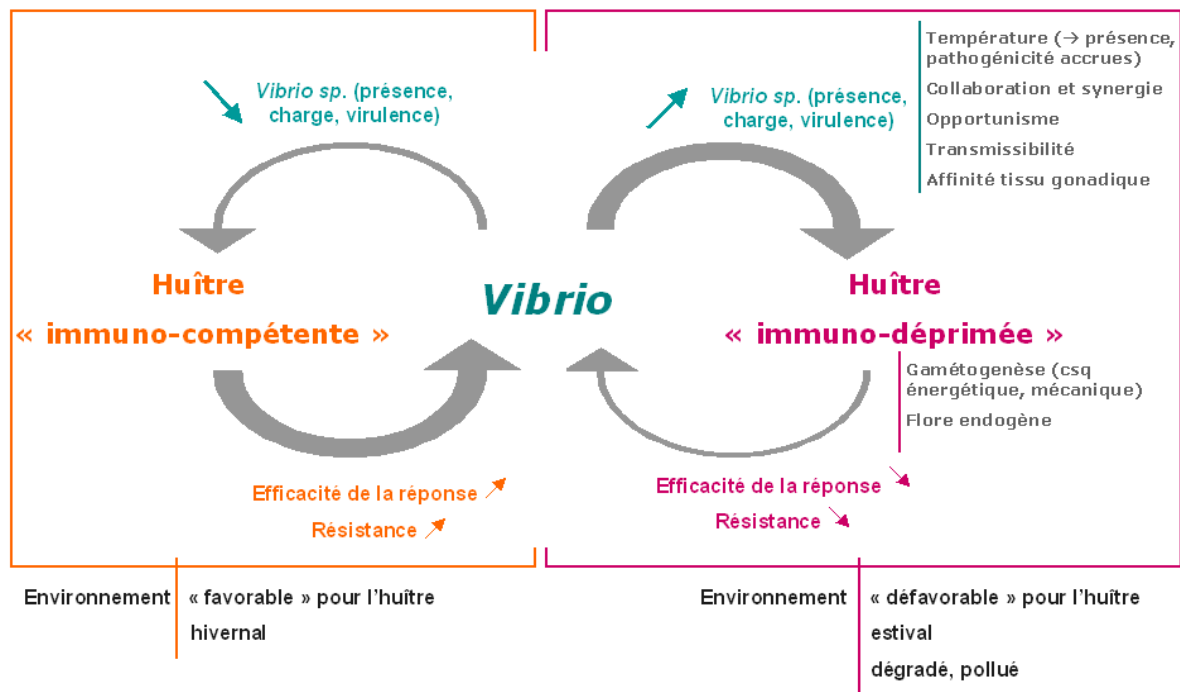 Vibrio sp. (présence,
charge, virulence)
Huître
« immuno-compétente »
Efficacité de la réponse
Résistance
Vibrio
Vibrio sp. (présence,
charge, virulence)
Température (→ présence,
pathogénicité accrues)
Collaboration et synergie
Opportunisme
Transmissibilité
Affinité tissu gonadique
Huître
« immuno-déprimée »
Gamétogenèse (csq
énergétique, mécanique)
Flore endogène
Efficacité de la réponse
Résistance
Environnement
« favorable » pour l'huître
hivernal
Environnement
« défavorable » pour l'huître
estival
dégradé, pollué